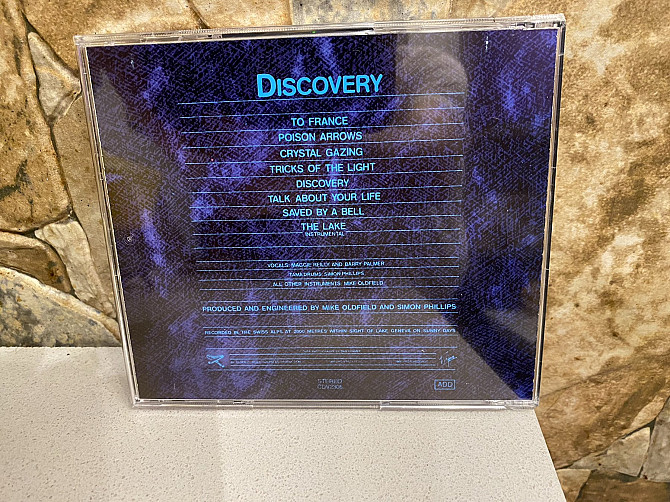 DISCOVERY
TO FRANCE
POISON ARROWS
CRYSTAL GAZING
TRICKS OF THE LIGHT
DISCOVERY
TALK ABOUT YOUR LIFE
SAVED BY A BELL
THE LAKE
INSTRUMENTAL
VOCALS: MAGGIE REILLY AND BARRY PALMER
TAMA DRUMS: SIMON PHILLIPS
ALL OTHER INSTRUMENTS: MIKE OLDFIELD
PRODUCED AND ENGINEERED BY MIKE OLDFIELD AND SIMON PHILLIPS
RECORDED IN THE SWISS ALPS AT 2000 METRES WITHIN SIGHT OF LAKE GENEVA ON SUNNY DAYS
STEREO
CDV2308
ADD